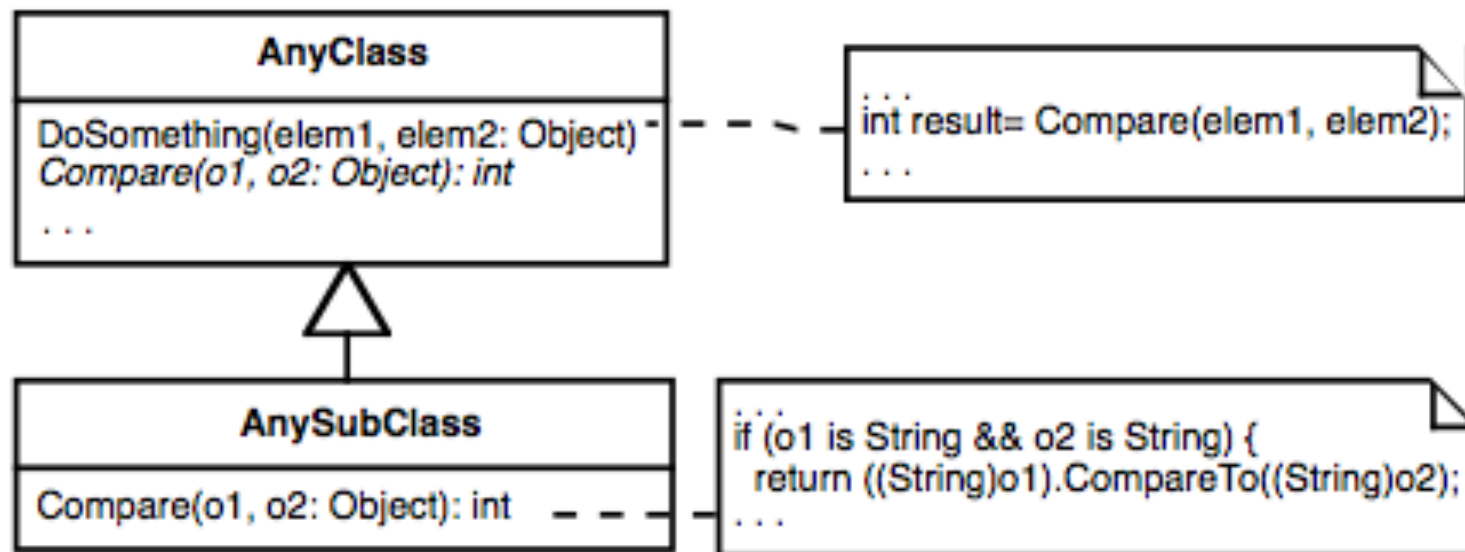 AnyClass
DoSomething(elem1, elem2: Object)
Compare(o1, o2: Object): int
. . .
. . .
int result= Compare(elem1, elem2);
. . .
AnySubClass
Compare(o1, o2: Object): int
. . .
if (o1 is String && o2 is String) {
return ((String)o1).CompareTo((String)o2);
. . .